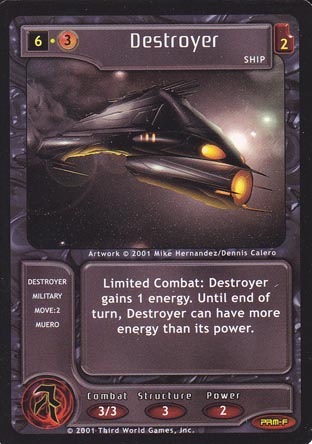 6 • 3
Destroyer
2
SHIP
Artwork © 2001 Mike Hernandez/Dennis Calero
DESTROYER
MILITARY
MOVE:2
MUERO
Limited Combat: Destroyer
gains 1 energy. Until end of
turn, Destroyer can have more
energy than its power.
Combat Structure Power
3/3 3 2
PRM-F
© 2001 Third World Games, Inc.